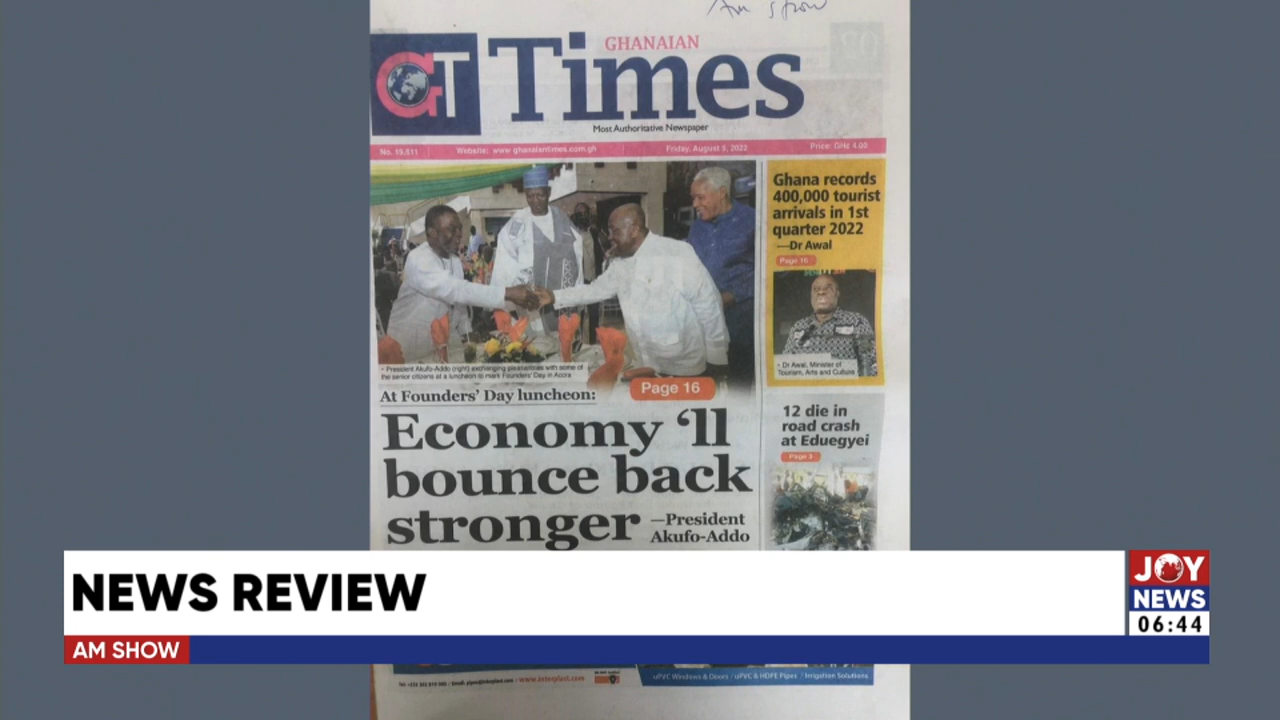 Am show
GT
GHANAIAN
Times
Most Authoritative Newspaper
No. 19,811 Website: www.ghanaiantimes.com.gh Friday, August 5, 2022 Price: GH¢ 4.00
• President Akufo-Addo (right) exchanging pleasantries with some of
the senior citizens at a luncheon to mark Founders' Day in Accra
Page 16
At Founders' Day luncheon:
Economy 'll
bounce back
stronger
—President
Akufo-Addo
Ghana records
400,000 tourist
arrivals in 1st
quarter 2022
—Dr Awal
Page 15
• Dr Awal, Minister of
Tourism, Arts and Culture
12 die in
road crash
at Eduegyei
Page 3
NEWS REVIEW
AM SHOW
JOY
NEWS
06:44
www.interplast.com
uPVC Windows & Doors / uPVC & HDPE Pipes / Irrigation Solutions